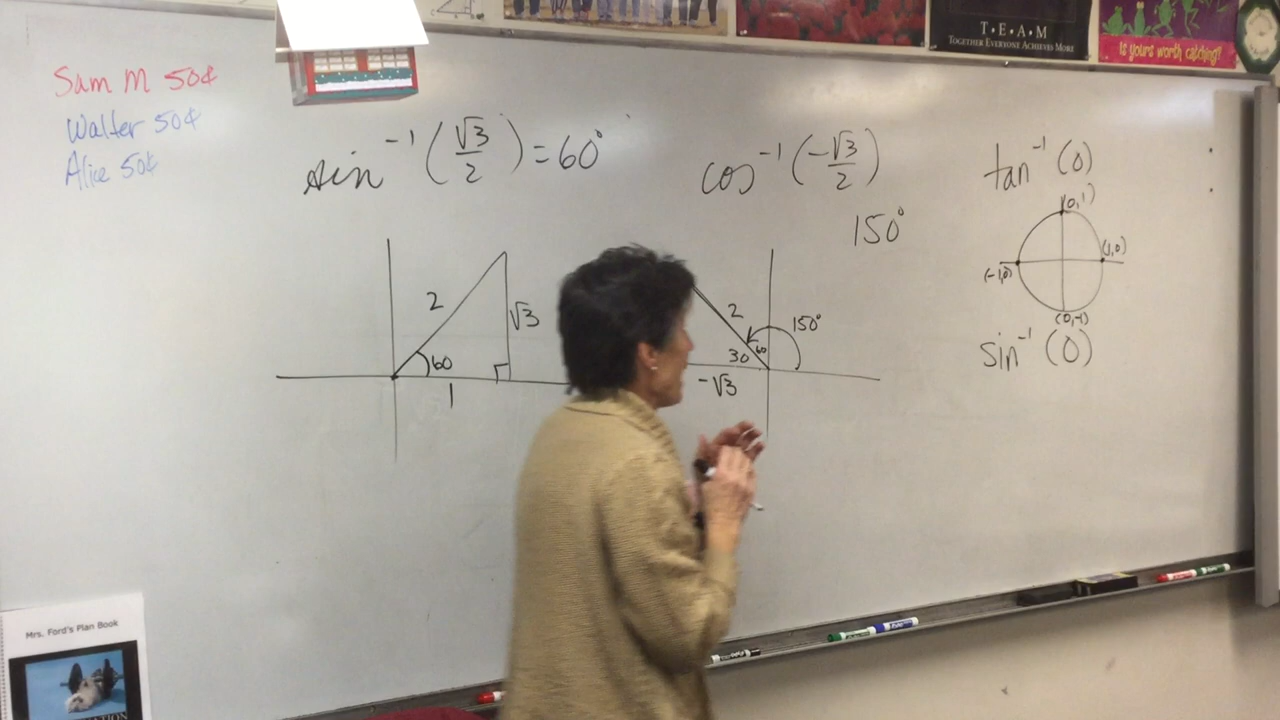 T·E·A·M
TOGETHER EVERYONE ACHIEVES MORE
Is yours worth catching?
Sam M 50¢
Walter 50¢
Alice 50¢
sin⁻¹ (√3/2) = 60°
cos⁻¹ (-√3/2)
150°
tan⁻¹ (0)
(0,1)
(1,0)
(-1,0)
(0,-1)
sin⁻¹ (0)
2
√3
60
1
2
150°
60
30
-√3
Mrs. Ford's Plan Book